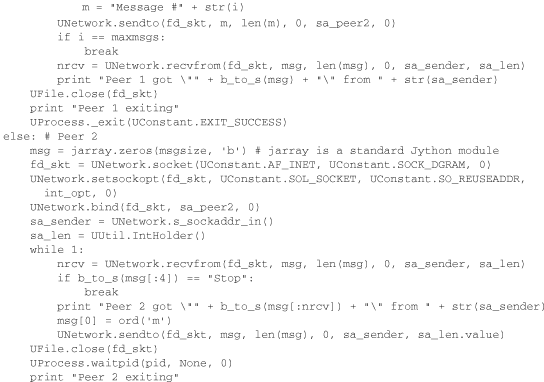 m = "Message #" + str(i)
        UNetwork.sendto(fd_skt, m, len(m), 0, sa_peer2, 0)
        if i == maxmsgs:
            break
        nrcv = UNetwork.recvfrom(fd_skt, msg, len(msg), 0, sa_sender, sa_len)
        print "Peer 1 got \"" + b_to_s(msg) + "\" from " + str(sa_sender)
    UFile.close(fd_skt)
    print "Peer 1 exiting"
    UProcess._exit(UConstant.EXIT_SUCCESS)
else: # Peer 2
    msg = jarray.zeros(msgsize, 'b') # jarray is a standard Jython module
    fd_skt = UNetwork.socket(UConstant.AF_INET, UConstant.SOCK_DGRAM, 0)
    UNetwork.setsockopt(fd_skt, UConstant.SOL_SOCKET, UConstant.SO_REUSEADDR,
      int_opt, 0)
    UNetwork.bind(fd_skt, sa_peer2, 0)
    sa_sender = UNetwork.s_sockaddr_in()
    sa_len = UUtil.IntHolder()
    while 1:
        nrcv = UNetwork.recvfrom(fd_skt, msg, len(msg), 0, sa_sender, sa_len)
        if b_to_s(msg[:4]) == "Stop":
            break
        print "Peer 2 got \"" + b_to_s(msg[:nrcv]) + "\" from " + str(sa_sender)
        msg[0] = ord('m')
        UNetwork.sendto(fd_skt, msg, len(msg), 0, sa_sender, sa_len.value)
    UFile.close(fd_skt)
    UProcess.waitpid(pid, None, 0)
    print "Peer 2 exiting"